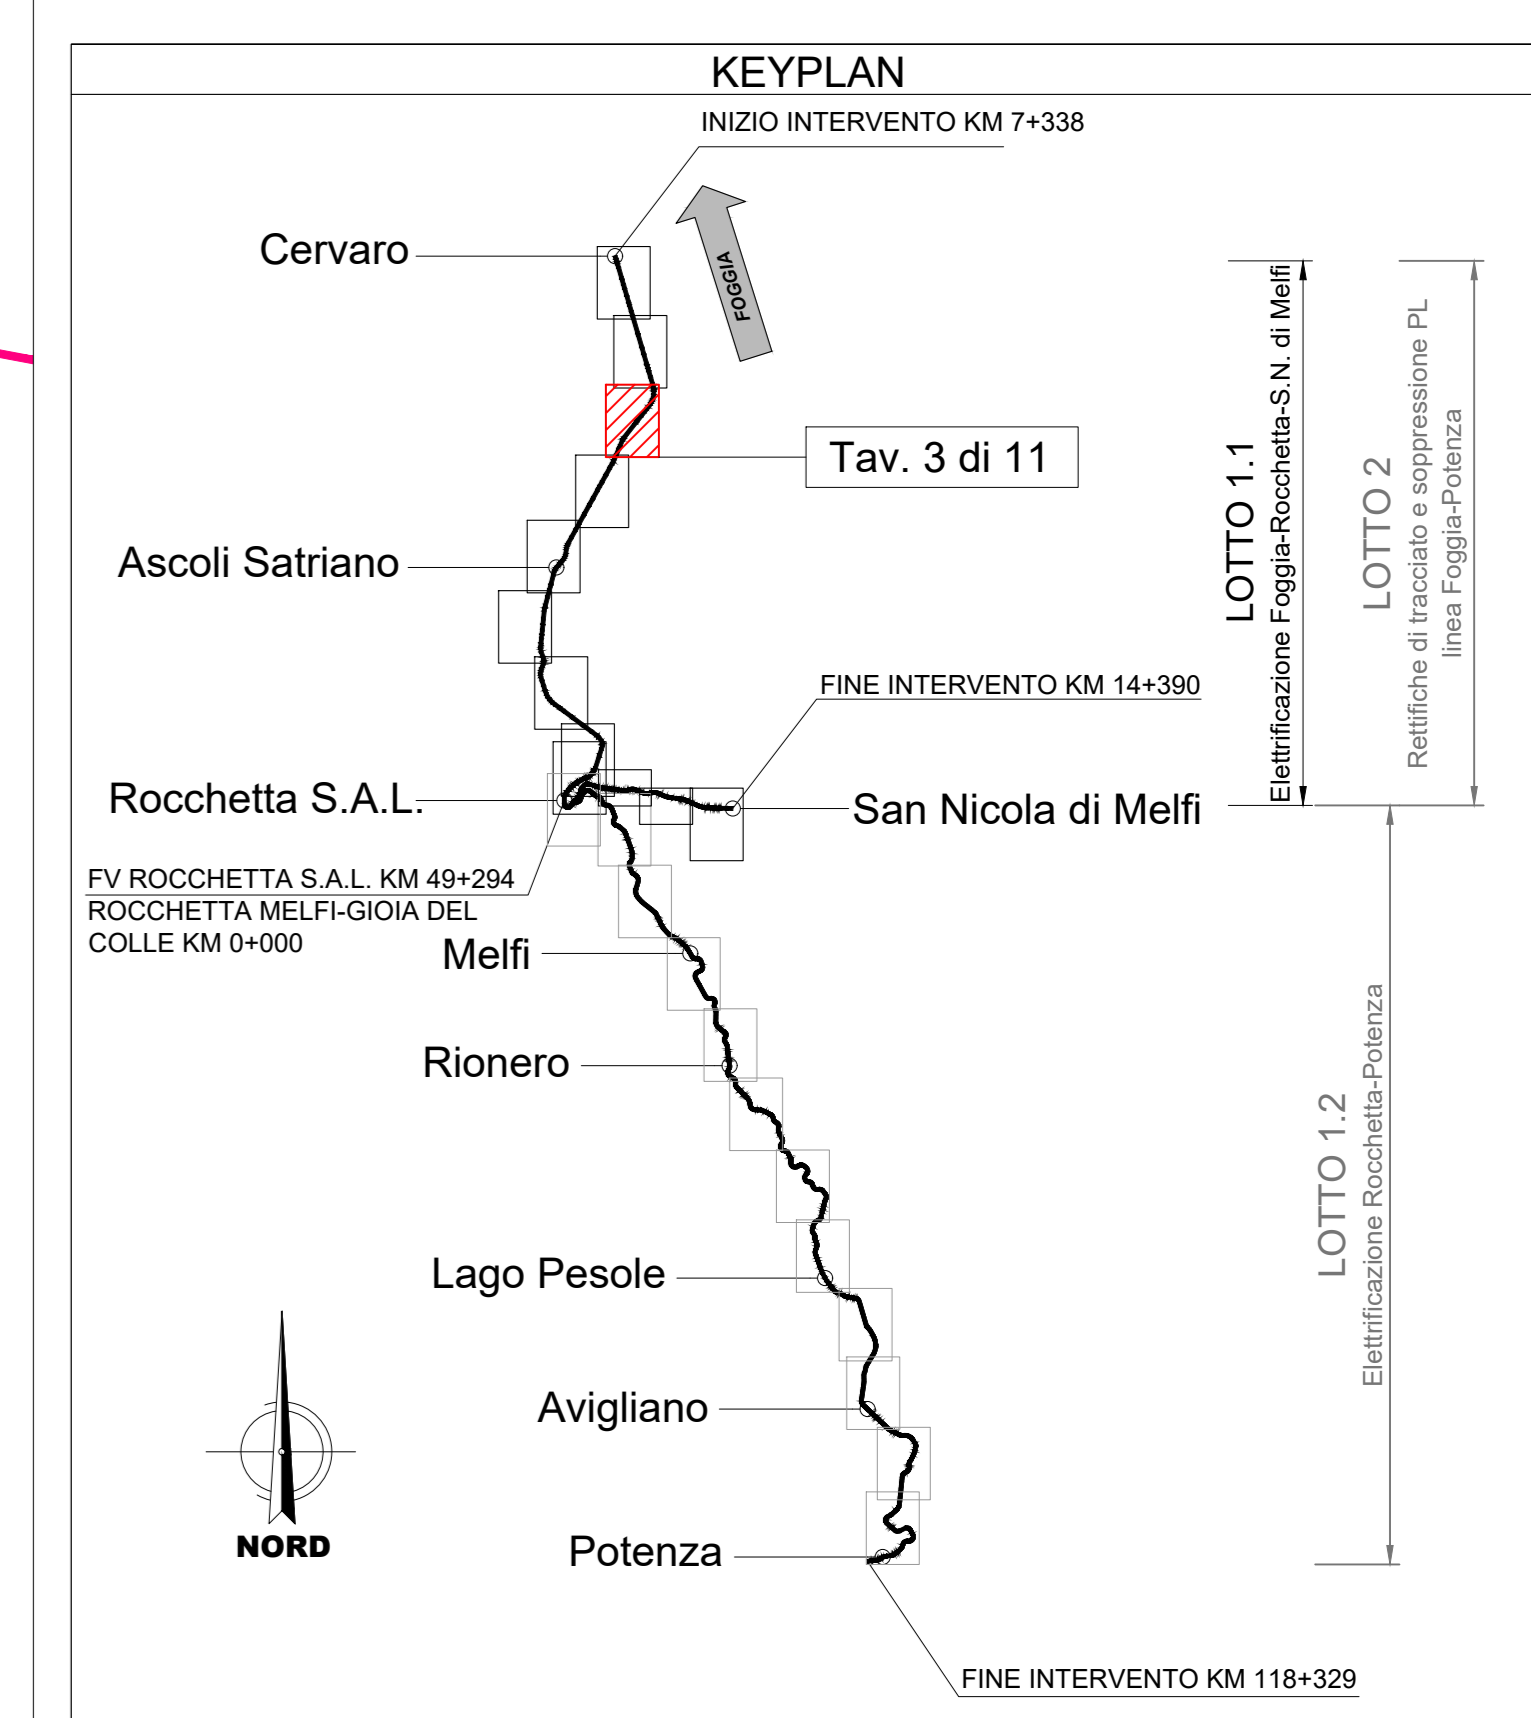 KEYPLAN
INIZIO INTERVENTO KM 7+338
Cervaro
FOGGIA
Tav. 3 di 11
Ascoli Satriano
LOTTO 1.1
Elettrificazione Foggia-Rocchetta-S.N. di Melfi
LOTTO 2
Rettifiche di tracciato e soppressione PL
linea Foggia-Potenza
FINE INTERVENTO KM 14+390
Rocchetta S.A.L.
San Nicola di Melfi
FV ROCCHETTA S.A.L. KM 49+294
ROCCHETTA MELFI-GIOIA DEL
COLLE KM 0+000
Melfi
Rionero
LOTTO 1.2
Elettrificazione Rocchetta-Potenza
Lago Pesole
Avigliano
NORD
Potenza
FINE INTERVENTO KM 118+329